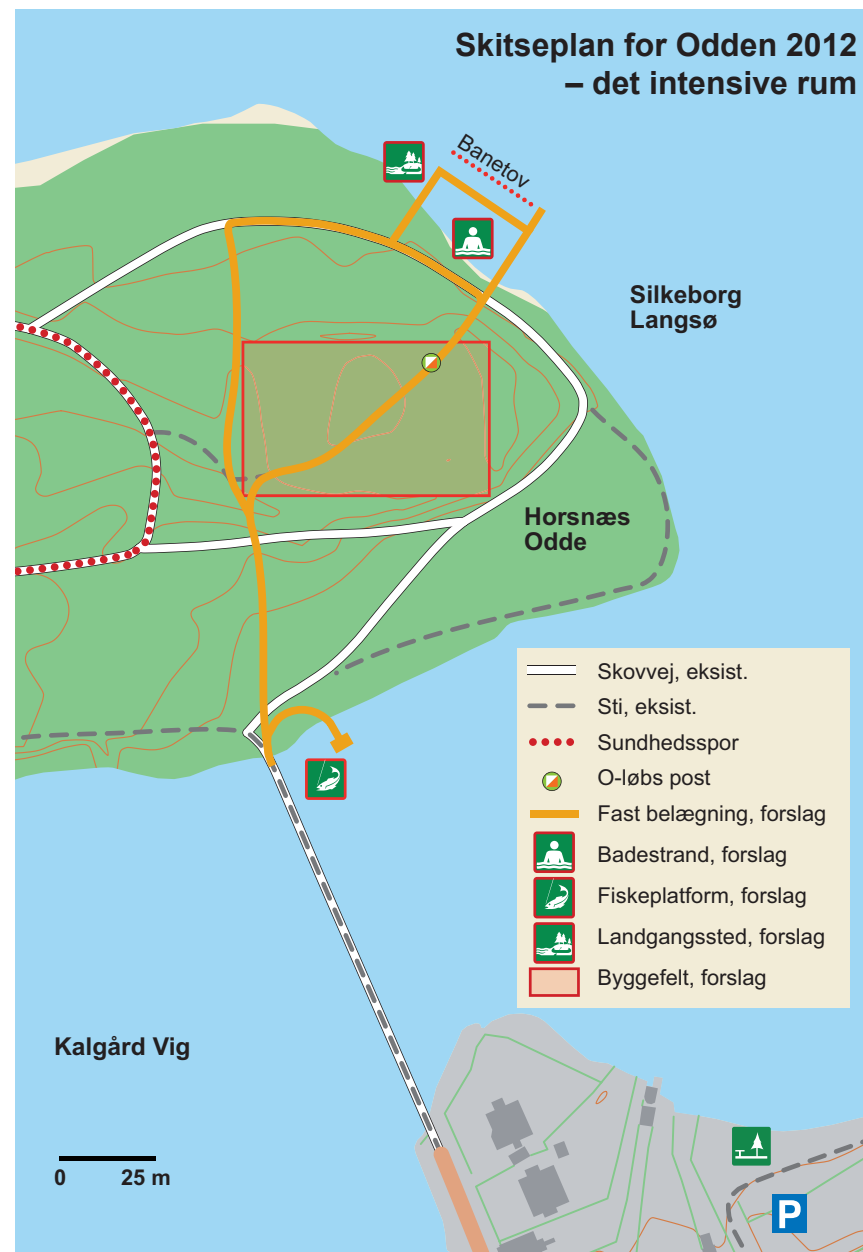 Skitseplan for Odden 2012
– det intensive rum
Banetov
Silkeborg
Langsø
Horsnæs
Odde
Skovvej, eksist.
Sti, eksist.
Sundhedsspor
O-løbs post
Fast belægning, forslag
Badestrand, forslag
Fiskeplatform, forslag
Landgangssted, forslag
Byggefelt, forslag
Kalgård Vig
0 25 m
P